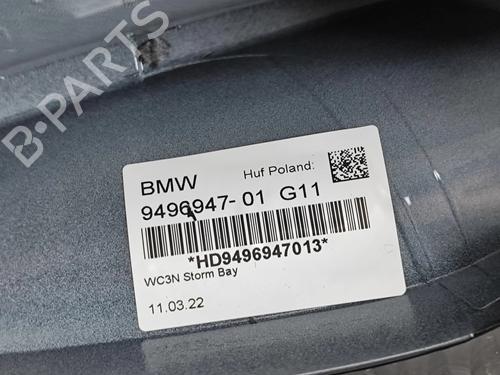 B-PARTS
BMW
Huf Poland:
9496947- 01 G11
*HD9496947013*
WC3N Storm Bay
11.03.22